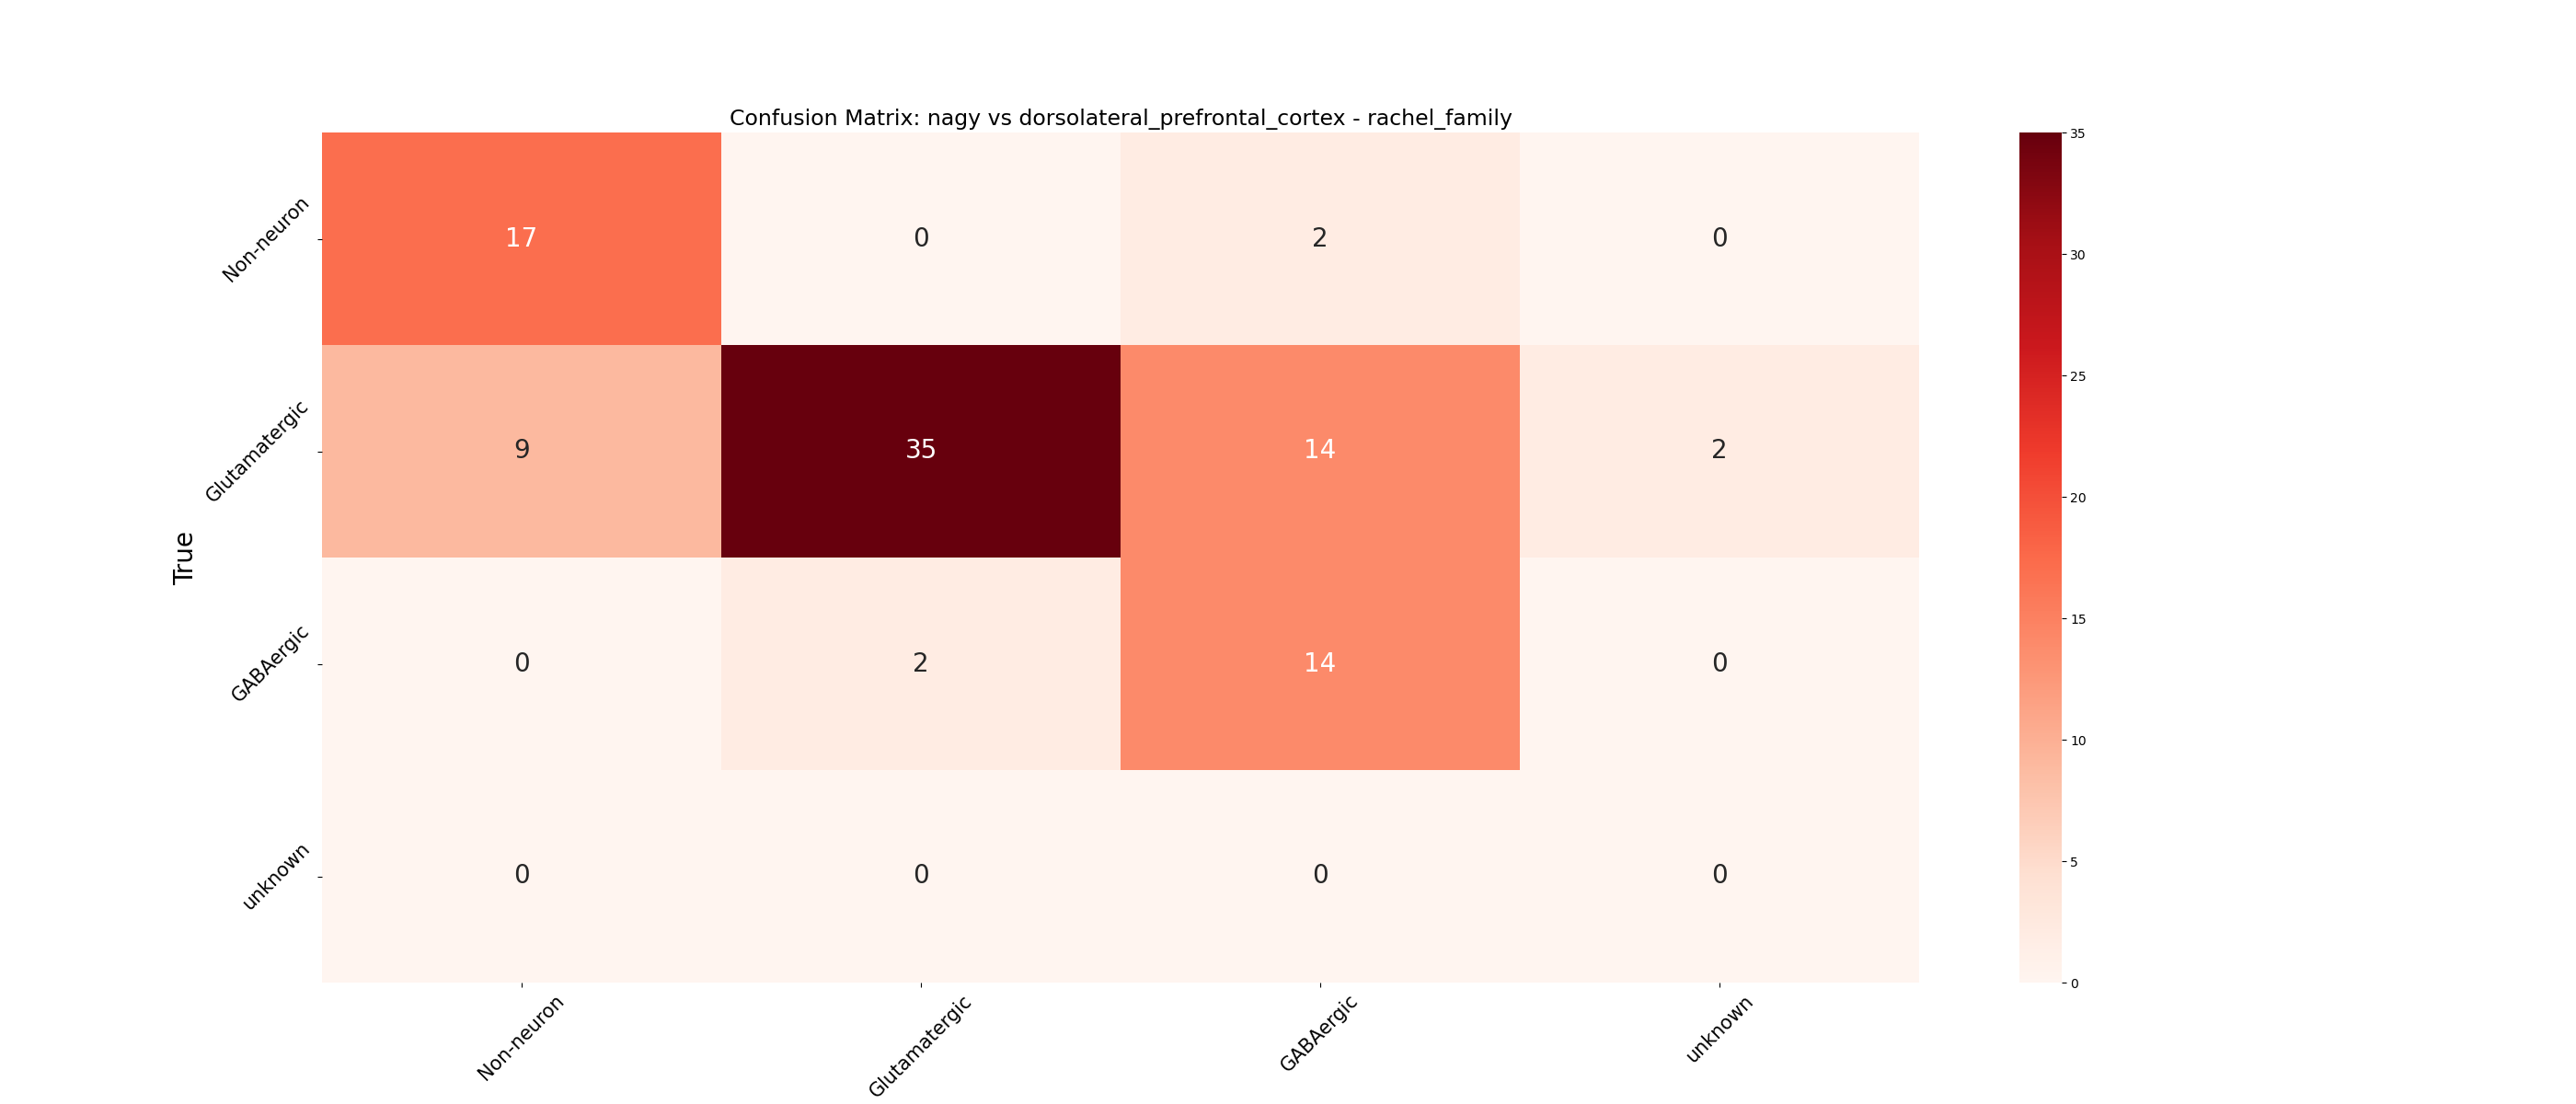 Confusion Matrix: nagy vs dorsolateral_prefrontal_cortex - rachel_family
True
Non-neuron
17 0 2 0
Glutamatergic
9 35 14 2
GABAergic
0 2 14 0
unknown
0 0 0 0
Non-neuron
Glutamatergic
GABAergic
unknown
35
30
25
20
15
10
5
0